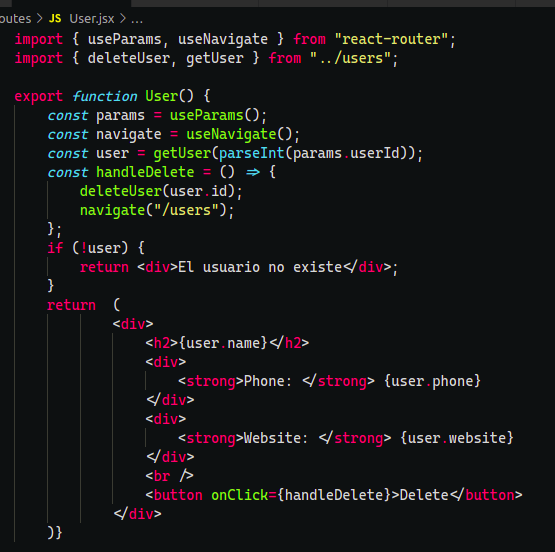 outes > JS User.jsx > ...
import { useParams, useNavigate } from "react-router";
import { deleteUser, getUser } from "../users";
export function User() {
const params = useParams();
const navigate = useNavigate();
const user = getUser(parseInt(params.userId));
const handleDelete = () => {
deleteUser(user.id);
navigate("/users");
};
if (!user) {
return <div>El usuario no existe</div>;
}
return (
<div>
<h2>{user.name}</h2>
<div>
<strong>Phone: </strong> {user.phone}
</div>
<div>
<strong>Website: </strong> {user.website}
</div>
<br />
<button onClick={handleDelete}>Delete</button>
</div>
)}